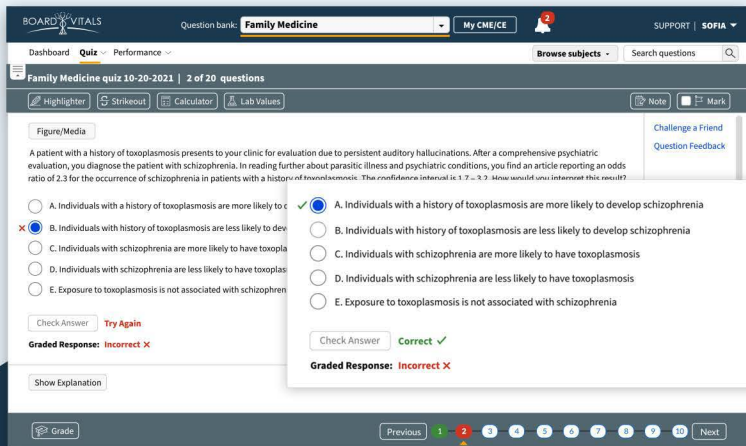 BOARD VITALS
Question bank: Family Medicine
My CME/CE
2
SUPPORT | SOFIA
Dashboard Quiz Performance
Browse subjects
Search questions
Family Medicine quiz 10-20-2021 | 2 of 20 questions
Highlighter
Strikeout
Calculator
Lab Values
Note
Mark
Figure/Media
Challenge a Friend
Question Feedback
A patient with a history of toxoplasmosis presents to your clinic for evaluation due to persistent auditory hallucinations. After a comprehensive psychiatric
evaluation, you diagnose the patient with schizophrenia. In reading further about parasitic illness and psychiatric conditions, you find an article reporting an odds
ratio of 2.3 for the occurrence of schizophrenia in patients with a history of toxoplasmosis. The confidence interval is 1.7 – 3.2. How would you interpret this result?
A. Individuals with a history of toxoplasmosis are more likely to
B. Individuals with history of toxoplasmosis are less likely to dev
C. Individuals with schizophrenia are more likely to have toxopla
D. Individuals with schizophrenia are less likely to have toxoplas
E. Exposure to toxoplasmosis is not associated with schizophren
Check Answer Try Again
Graded Response: Incorrect ✕
Show Explanation
A. Individuals with a history of toxoplasmosis are more likely to develop schizophrenia
B. Individuals with history of toxoplasmosis are less likely to develop schizophrenia
C. Individuals with schizophrenia are more likely to have toxoplasmosis
D. Individuals with schizophrenia are less likely to have toxoplasmosis
E. Exposure to toxoplasmosis is not associated with schizophrenia
Check Answer Correct ✓
Graded Response: Incorrect ✕
Grade
Previous 1 2 3 4 5 6 7 8 9 10 Next